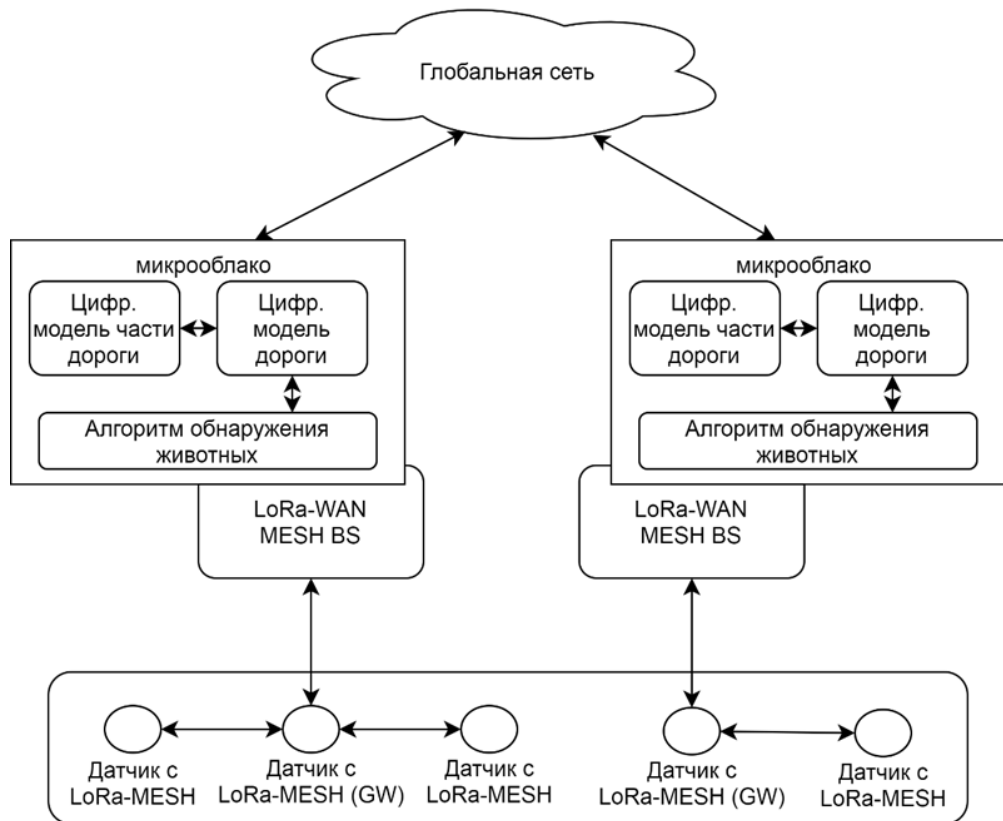 Глобальная сеть
микрооблако
Цифр.
модель части
дороги
Цифр.
модель
дороги
Алгоритм обнаружения
животных
LoRa-WAN
MESH BS
микрооблако
Цифр.
модель части
дороги
Цифр.
модель
дороги
Алгоритм обнаружения
животных
LoRa-WAN
MESH BS
Датчик с
LoRa-MESH
Датчик с
LoRa-MESH (GW)
Датчик с
LoRa-MESH
Датчик с
LoRa-MESH (GW)
Датчик с
LoRa-MESH